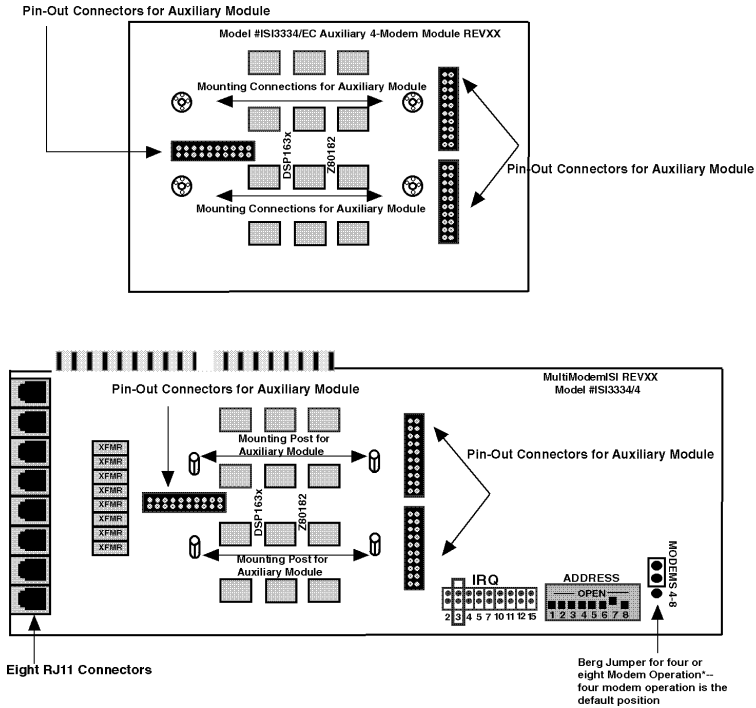 Pin-Out Connectors for Auxiliary Module
Model #ISI3334/EC Auxiliary 4-Modem Module REVXX
Mounting Connections for Auxiliary Module
DSP163x
Z80182
Pin-Out Connectors for Auxiliary Module
Mounting Connections for Auxiliary Module
MultiModemISI REVXX
Model #ISI3334/4
Pin-Out Connectors for Auxiliary Module
Mounting Post for
Auxiliary Module
Pin-Out Connectors for Auxiliary Module
XFMR
XFMR
XFMR
XFMR
XFMR
XFMR
XFMR
XFMR
DSP163x
Z80182
Mounting Post for
Auxiliary Module
IRQ
2 3 4 5 7 10 11 12 15
ADDRESS
OPEN
1 2 3 4 5 6 7 8
MODEMS 4-8
Eight RJ11 Connectors
Berg Jumper for four or
eight Modem Operation*--
four modem operation is the
default position